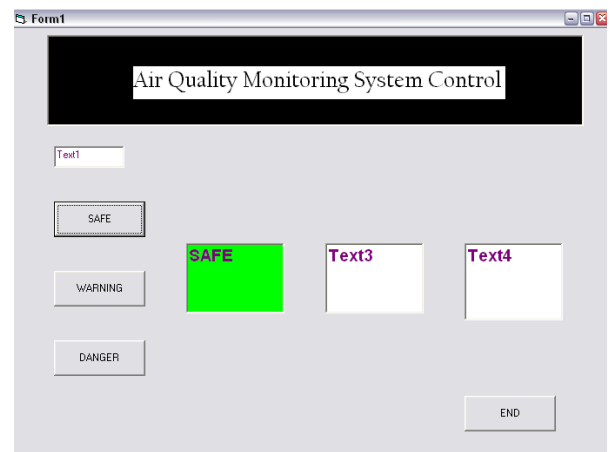 Form1
Air Quality Monitoring System Control
Text1
SAFE
SAFE
Text3
Text4
WARNING
DANGER
END